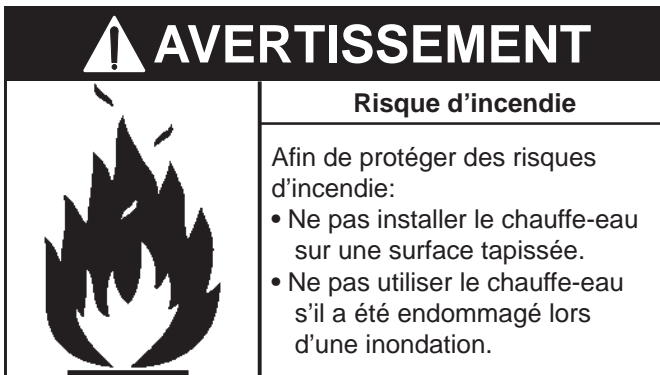 AVERTISSEMENT
Risque d’incendie
Afin de protéger des risques
d’incendie:
• Ne pas installer le chauffe-eau
sur une surface tapissée.
• Ne pas utiliser le chauffe-eau
s’il a été endommagé lors
d’une inondation.